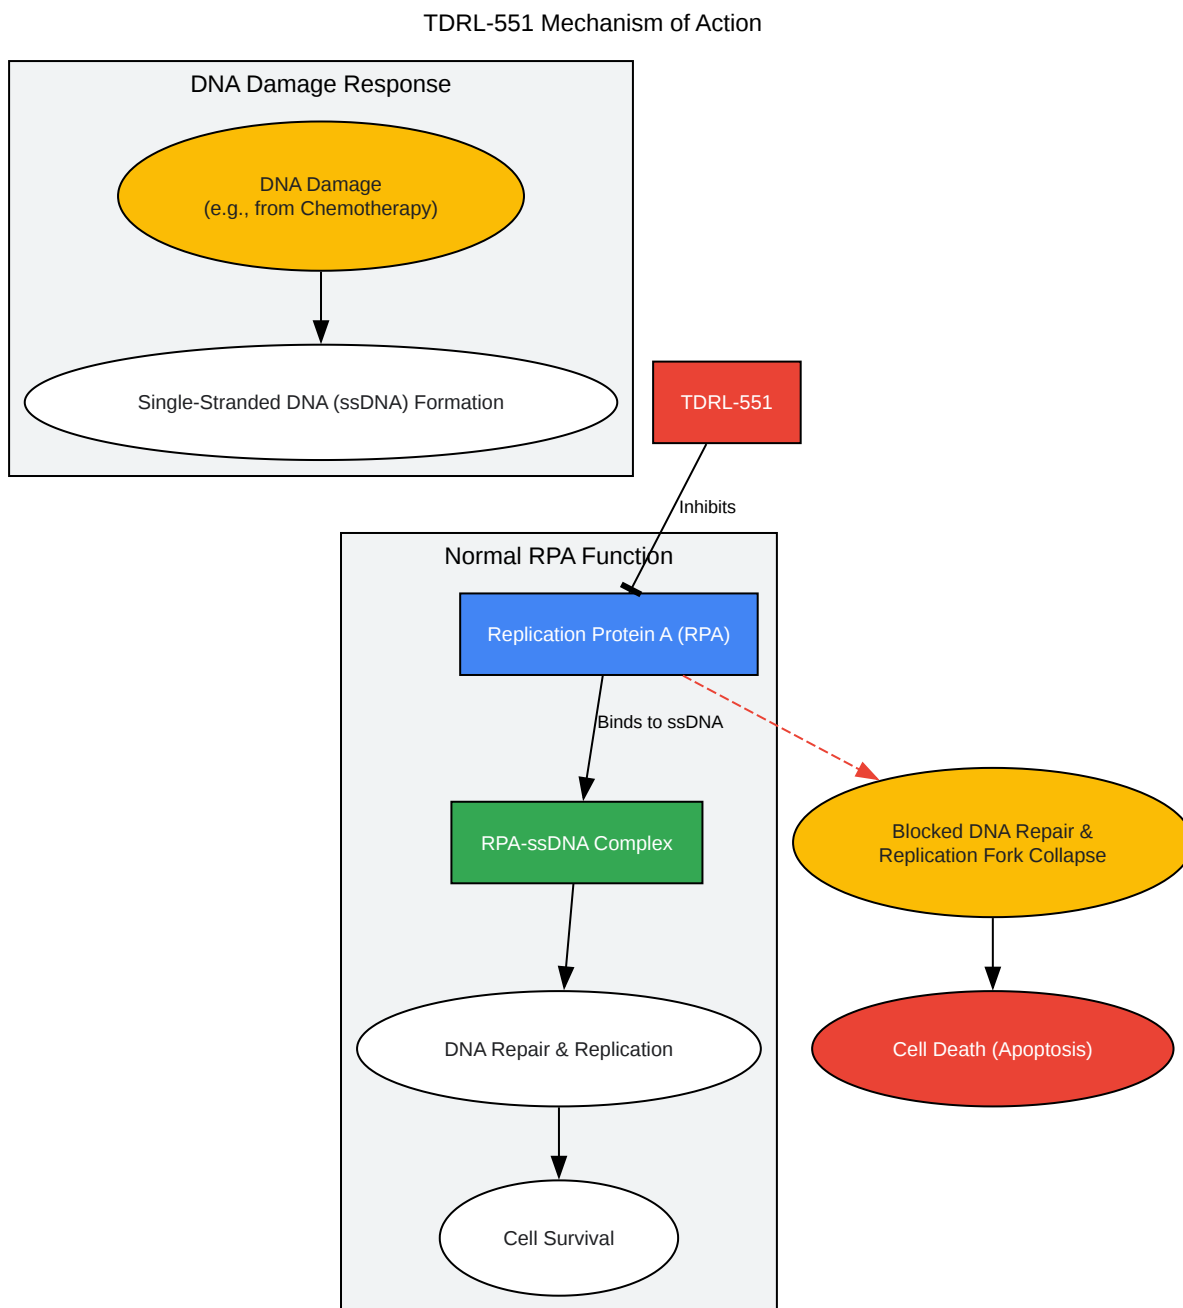 TDRL-551 Mechanism of Action
DNA Damage Response
DNA Damage
(e.g., from Chemotherapy)
Single-Stranded DNA (ssDNA) Formation
TDRL-551
Inhibits
Normal RPA Function
Replication Protein A (RPA)
Binds to ssDNA
RPA-ssDNA Complex
Blocked DNA Repair &
Replication Fork Collapse
DNA Repair & Replication
Cell Death (Apoptosis)
Cell Survival